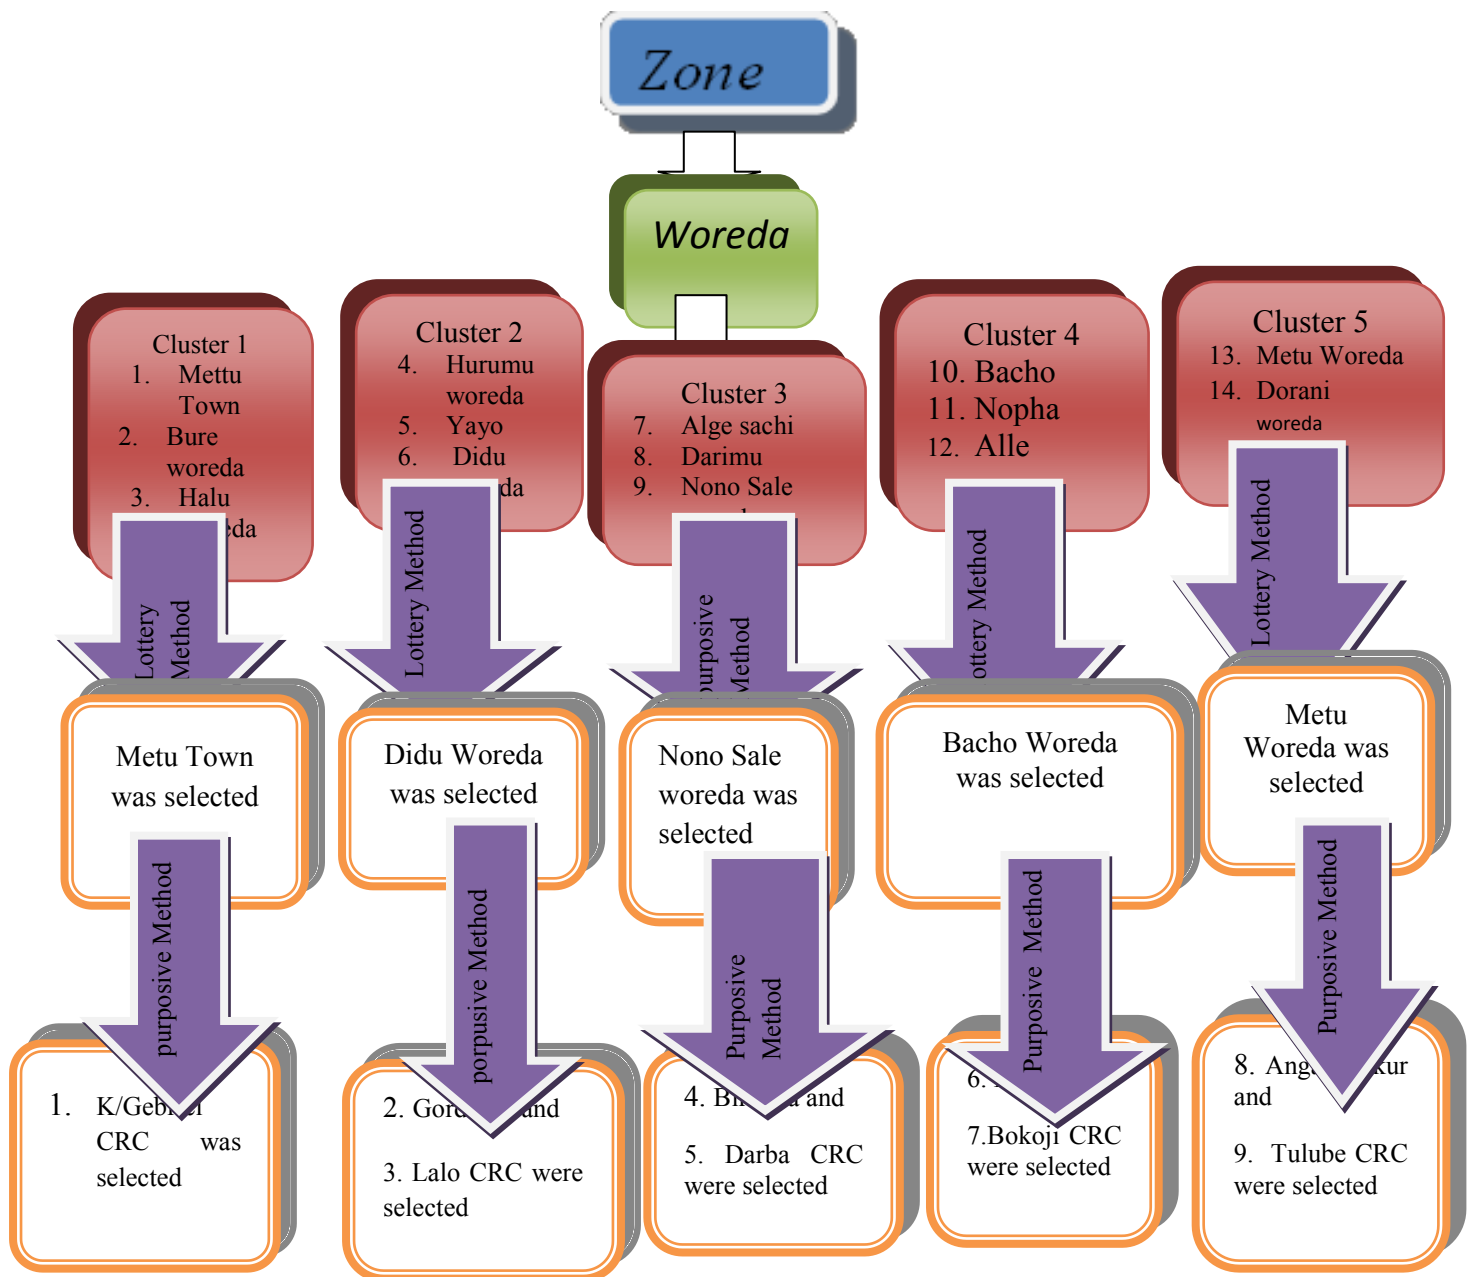 Zone
Woreda
Cluster 1
1. Mettu
Town
2. Bure
woreda
3. Halu
Cluster 2
4. Hurumu
woreda
5. Yayo
6. Didu
Cluster 3
7. Alge sachi
8. Darimu
9. Nono Sale
Cluster 4
10. Bacho
11. Nopha
12. Alle
Cluster 5
13. Metu Woreda
14. Dorani
woreda
Lottery
Method
Lottery Method
purposive
Method
Lottery Method
Lottery Method
Metu Town
was selected
Didu Woreda
was selected
Nono Sale
woreda was
selected
Bacho Woreda
was selected
Metu
Woreda was
selected
purposive Method
porpusive Method
Purposive
Method
Purposive Method
Purposive Method
1. K/Gebriel
CRC was
selected
2. and
3. Lalo CRC were
selected
4. and
5. Darba CRC
were selected
6.
7.Bokoji CRC
were selected
8.
and
9. Tulube CRC
were selected